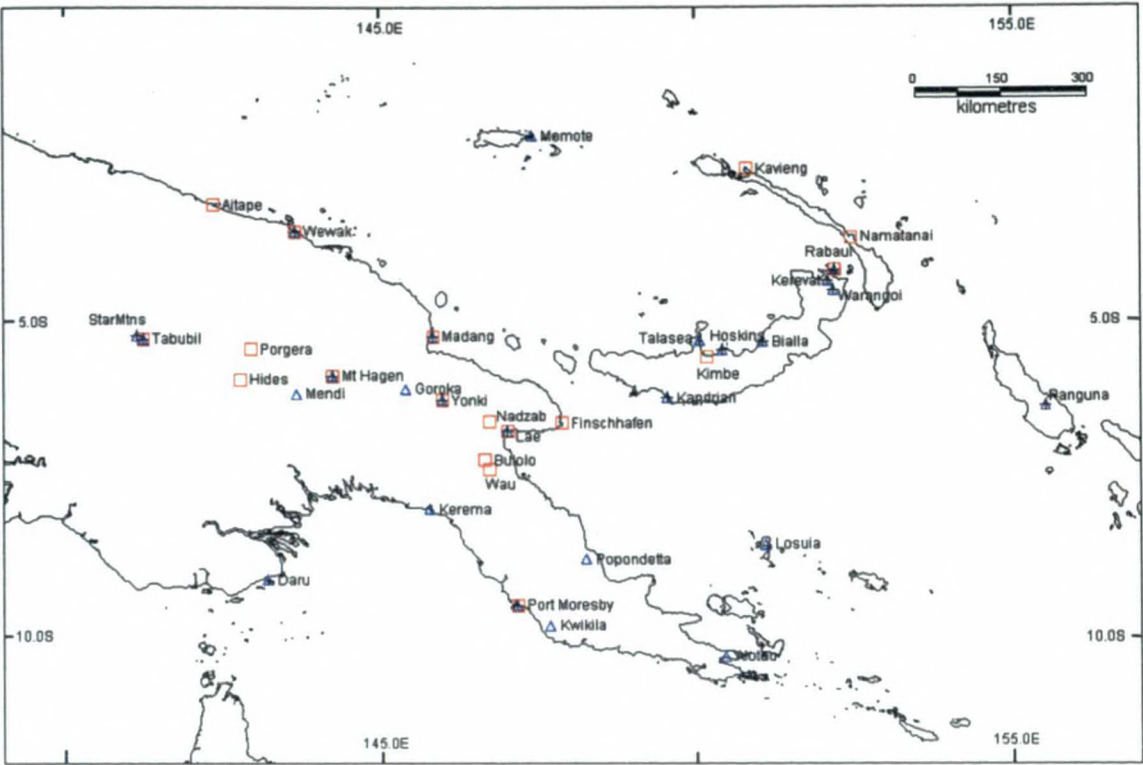 145.0E
155.0E
0 150 300
kilometres
Memote
Kavieng
Aitape
Wewak
Namatanai
Rabaul
Kerevat
Warangoi
5.0S
StarMtns
Tabubil
Madang
Talasea
Hoskins
Bialla
5.0S
Porgera
Kimbe
Hides
Mt Hagen
Mendi
Goroka
Yonki
Kandrian
Panguna
Nadzab
Finschhafen
Lae
Bulolo
Wau
Kerema
Losuia
Popondetta
Daru
Port Moresby
Kwikila
10.0S
10.0S
145.0E
155.0E